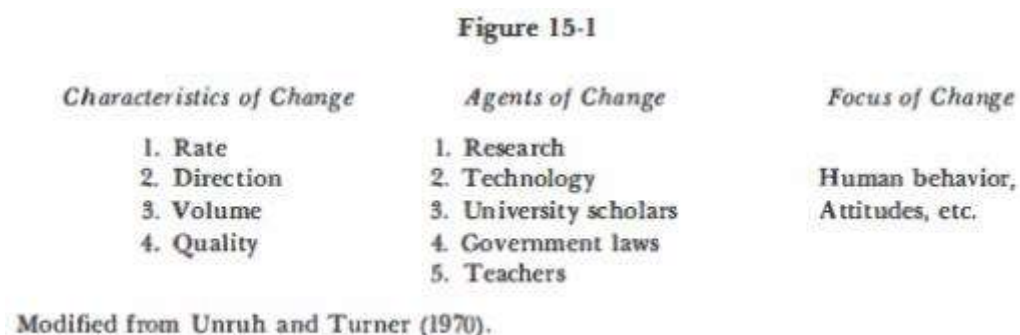 Figure 15-1
Characteristics of Change
1. Rate
2. Direction
3. Volume
4. Quality
Agents of Change
1. Research
2. Technology
3. University scholars
4. Government laws
5. Teachers
Focus of Change
Human behavior,
Attitudes, etc.
Modified from Unruh and Turner (1970).